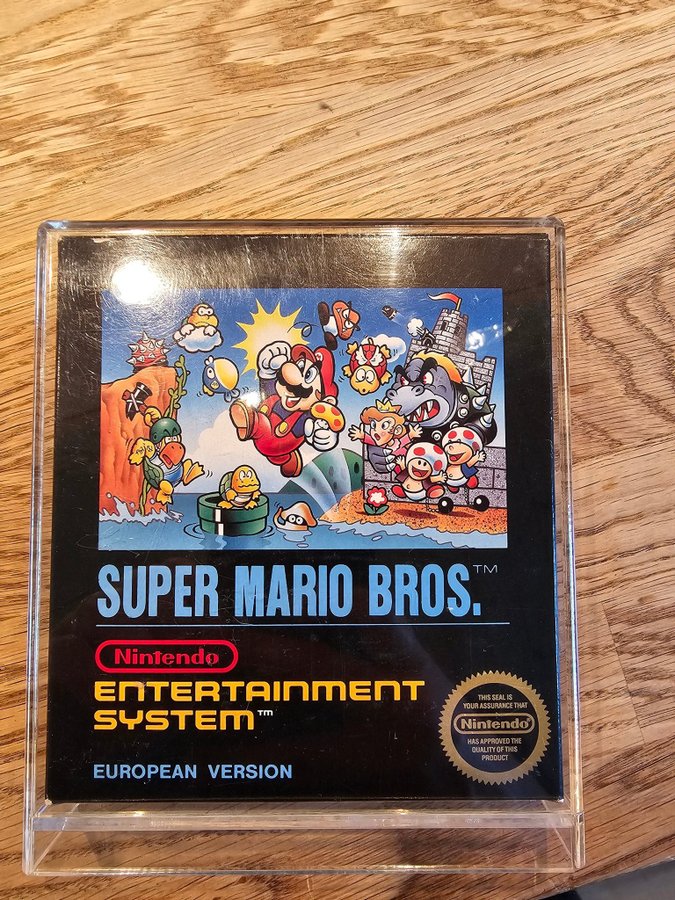 SUPER MARIO BROS.™
Nintendo
ENTERTAINMENT
SYSTEM™
EUROPEAN VERSION
THIS SEAL IS
YOUR ASSURANCE THAT
Nintendo®
HAS APPROVED THE
QUALITY OF THIS
PRODUCT